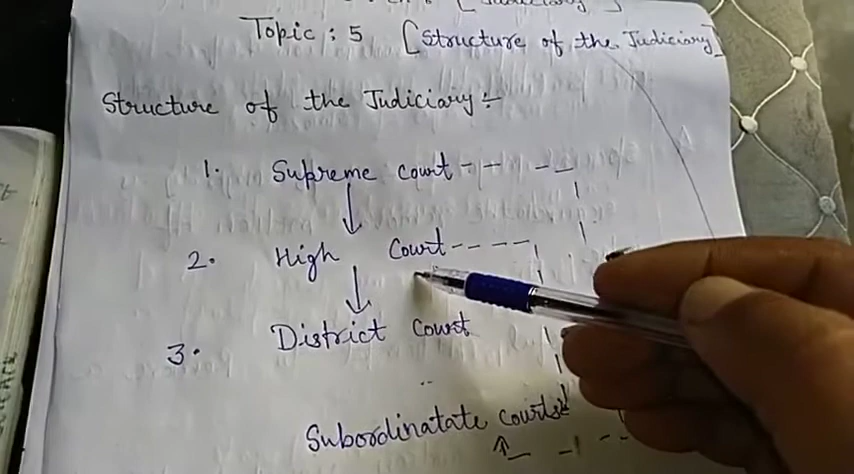 [Judiciary]
Topic : 5 [Structure of the Judiciary]
Structure of the Judiciary :-
1. Supreme Court
2. High Court
3. District Court
Subordinatate Courts